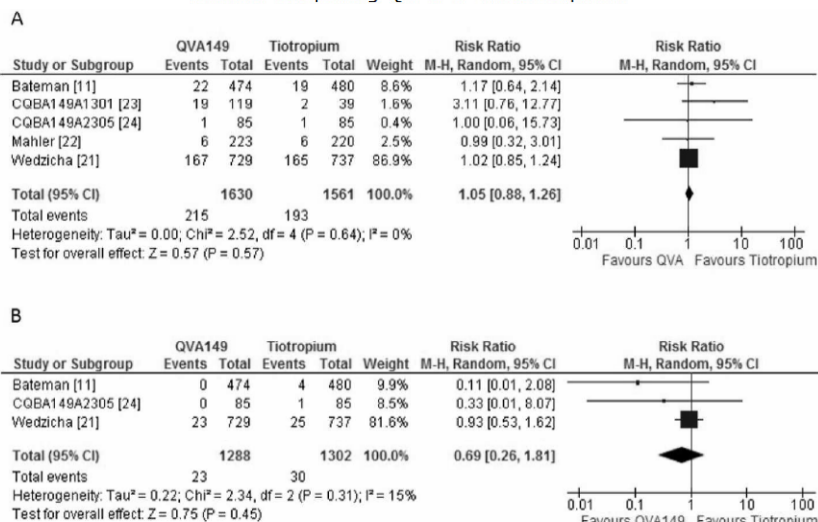 A
QVA149 Tiotropium Risk Ratio Risk Ratio
Study or Subgroup Events Total Events Total Weight M-H, Random, 95% CI M-H, Random, 95% CI
Bateman [11] 22 474 19 480 8.6% 1.17 [0.64, 2.14]
CQBA149A1301 [23] 19 119 2 39 1.6% 3.11 [0.76, 12.77]
CQBA149A2305 [24] 1 85 1 85 0.4% 1.00 [0.06, 15.73]
Mahler [22] 6 223 6 220 2.5% 0.99 [0.32, 3.01]
Wedzicha [21] 167 729 165 737 86.9% 1.02 [0.85, 1.24]
Total (95% CI) 1630 1561 100.0% 1.05 [0.88, 1.26]
Total events 215 193
Heterogeneity: Tau² = 0.00; Chi² = 2.52, df = 4 (P = 0.64); I² = 0%
Test for overall effect: Z = 0.57 (P = 0.57)
0.01 0.1 1 10 100
Favours QVA Favours Tiotropium
B
QVA149 Tiotropium Risk Ratio Risk Ratio
Study or Subgroup Events Total Events Total Weight M-H, Random, 95% CI M-H, Random, 95% CI
Bateman [11] 0 474 4 480 9.9% 0.11 [0.01, 2.08]
CQBA149A2305 [24] 0 85 1 85 8.5% 0.33 [0.01, 8.07]
Wedzicha [21] 23 729 25 737 81.6% 0.93 [0.53, 1.62]
Total (95% CI) 1288 1302 100.0% 0.69 [0.26, 1.81]
Total events 23 30
Heterogeneity: Tau² = 0.22; Chi² = 2.34, df = 2 (P = 0.31); I² = 15%
Test for overall effect: Z = 0.75 (P = 0.45)
0.01 0.1 1 10 100
Favours QVA149 Favours Tiotropium